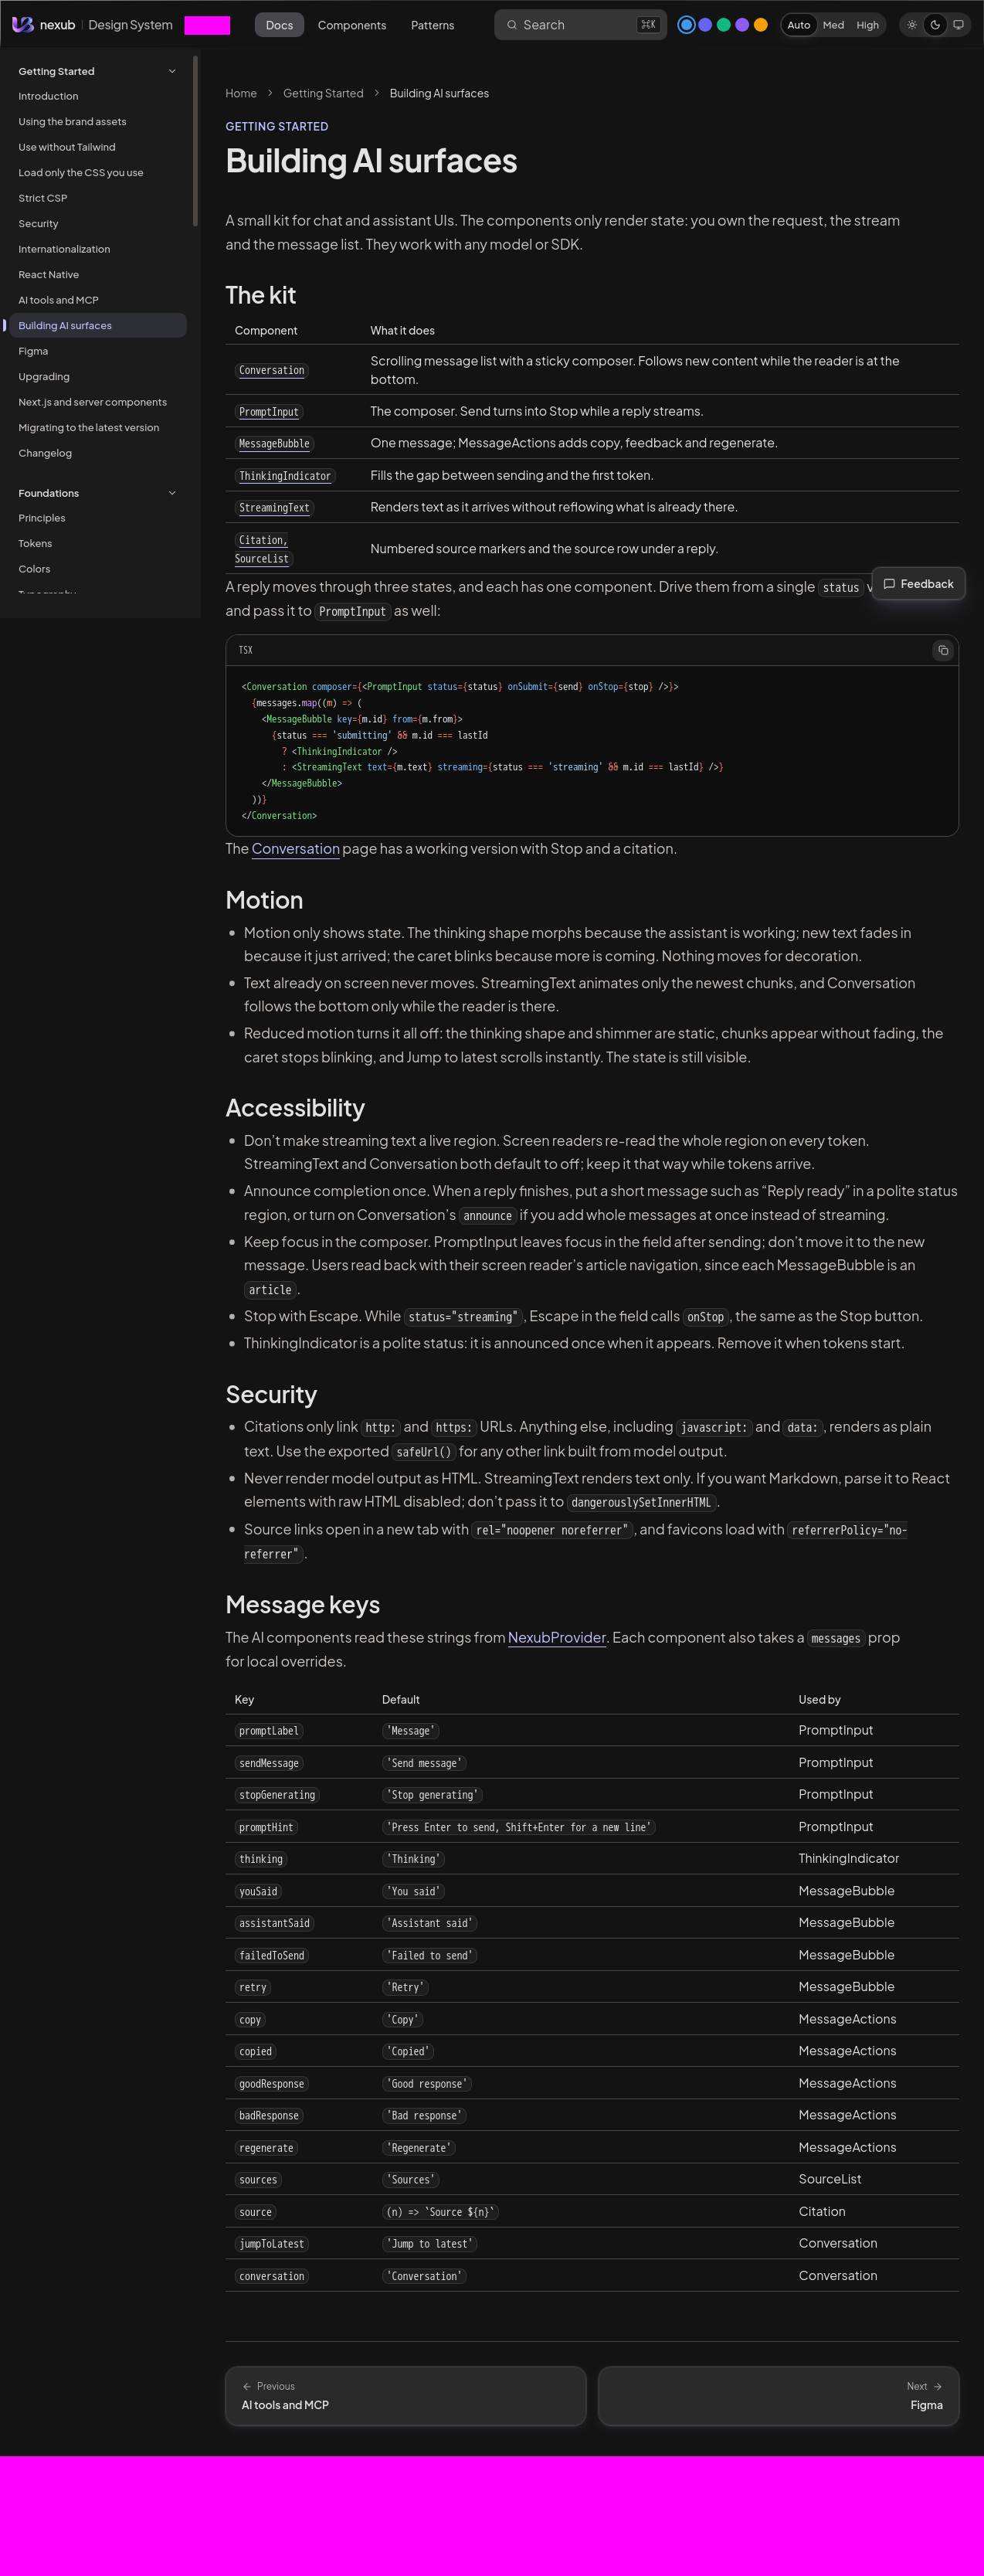 nexub Design System Docs Components Patterns Search ⌘K Auto Med High
Getting Started
Introduction
Using the brand assets
Use without Tailwind
Load only the CSS you use
Strict CSP
Security
Internationalization
React Native
AI tools and MCP
Building AI surfaces
Figma
Upgrading
Next.js and server components
Migrating to the latest version
Changelog
Foundations
Principles
Tokens
Colors
Typography
Home Getting Started Building AI surfaces
GETTING STARTED
Building AI surfaces
A small kit for chat and assistant UIs. The components only render state: you own the request, the stream
and the message list. They work with any model or SDK.
The kit
Component What it does
Conversation Scrolling message list with a sticky composer. Follows new content while the reader is at the
bottom.
PromptInput The composer. Send turns into Stop while a reply streams.
MessageBubble One message; MessageActions adds copy, feedback and regenerate.
ThinkingIndicator Fills the gap between sending and the first token.
StreamingText Renders text as it arrives without reflowing what is already there.
Citation,
SourceList Numbered source markers and the source row under a reply.
A reply moves through three states, and each has one component. Drive them from a single status
Feedback
and pass it to PromptInput as well:
TSX
<Conversation composer={<PromptInput status={status} onSubmit={send} onStop={stop} />}>
{messages.map((m) => (
<MessageBubble key={m.id} from={m.from}>
{status === 'submitting' && m.id === lastId
? <ThinkingIndicator />
: <StreamingText text={m.text} streaming={status === 'streaming' && m.id === lastId} />}
</MessageBubble>
))}
</Conversation>
The Conversation page has a working version with Stop and a citation.
Motion
• Motion only shows state. The thinking shape morphs because the assistant is working; new text fades in
because it just arrived; the caret blinks because more is coming. Nothing moves for decoration.
• Text already on screen never moves. StreamingText animates only the newest chunks, and Conversation
follows the bottom only while the reader is there.
• Reduced motion turns it all off: the thinking shape and shimmer are static, chunks appear without fading, the
caret stops blinking, and Jump to latest scrolls instantly. The state is still visible.
Accessibility
• Don’t make streaming text a live region. Screen readers re-read the whole region on every token.
StreamingText and Conversation both default to off; keep it that way while tokens arrive.
• Announce completion once. When a reply finishes, put a short message such as “Reply ready” in a polite status
region, or turn on Conversation’s announce if you add whole messages at once instead of streaming.
• Keep focus in the composer. PromptInput leaves focus in the field after sending; don’t move it to the new
message. Users read back with their screen reader’s article navigation, since each MessageBubble is an
article.
• Stop with Escape. While status="streaming", Escape in the field calls onStop, the same as the Stop button.
• ThinkingIndicator is a polite status: it is announced once when it appears. Remove it when tokens start.
Security
• Citations only link http: and https: URLs. Anything else, including javascript: and data:, renders as plain
text. Use the exported safeUrl() for any other link built from model output.
• Never render model output as HTML. StreamingText renders text only. If you want Markdown, parse it to React
elements with raw HTML disabled; don’t pass it to dangerouslySetInnerHTML.
• Source links open in a new tab with rel="noopener noreferrer", and favicons load with referrerPolicy="no-
referrer".
Message keys
The AI components read these strings from NexubProvider. Each component also takes a messages prop
for local overrides.
Key Default Used by
promptLabel 'Message' PromptInput
sendMessage 'Send message' PromptInput
stopGenerating 'Stop generating' PromptInput
promptHint 'Press Enter to send, Shift+Enter for a new line' PromptInput
thinking 'Thinking' ThinkingIndicator
youSaid 'You said' MessageBubble
assistantSaid 'Assistant said' MessageBubble
failedToSend 'Failed to send' MessageBubble
retry 'Retry' MessageBubble
copy 'Copy' MessageActions
copied 'Copied' MessageActions
goodResponse 'Good response' MessageActions
badResponse 'Bad response' MessageActions
regenerate 'Regenerate' MessageActions
sources 'Sources' SourceList
source (n) => `Source ${n}` Citation
jumpToLatest 'Jump to latest' Conversation
conversation 'Conversation' Conversation
Previous
AI tools and MCP
Next
Figma